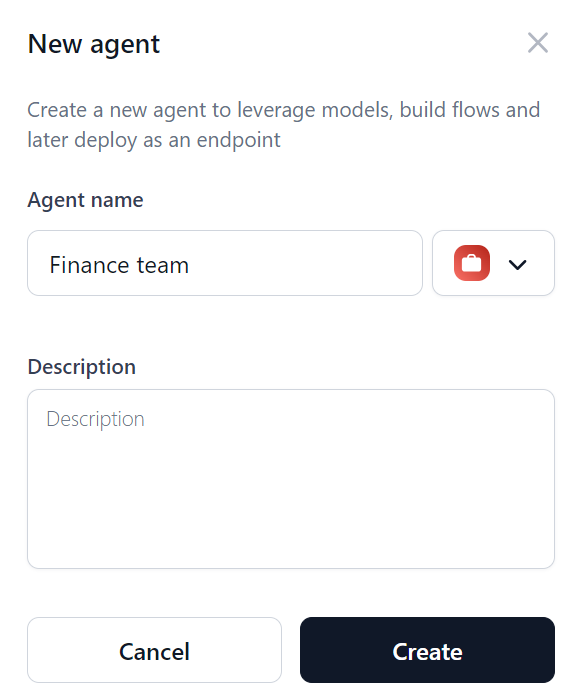 New agent
Create a new agent to leverage models, build flows and
later deploy as an endpoint
Agent name
Finance team
Description
Description
Cancel
Create